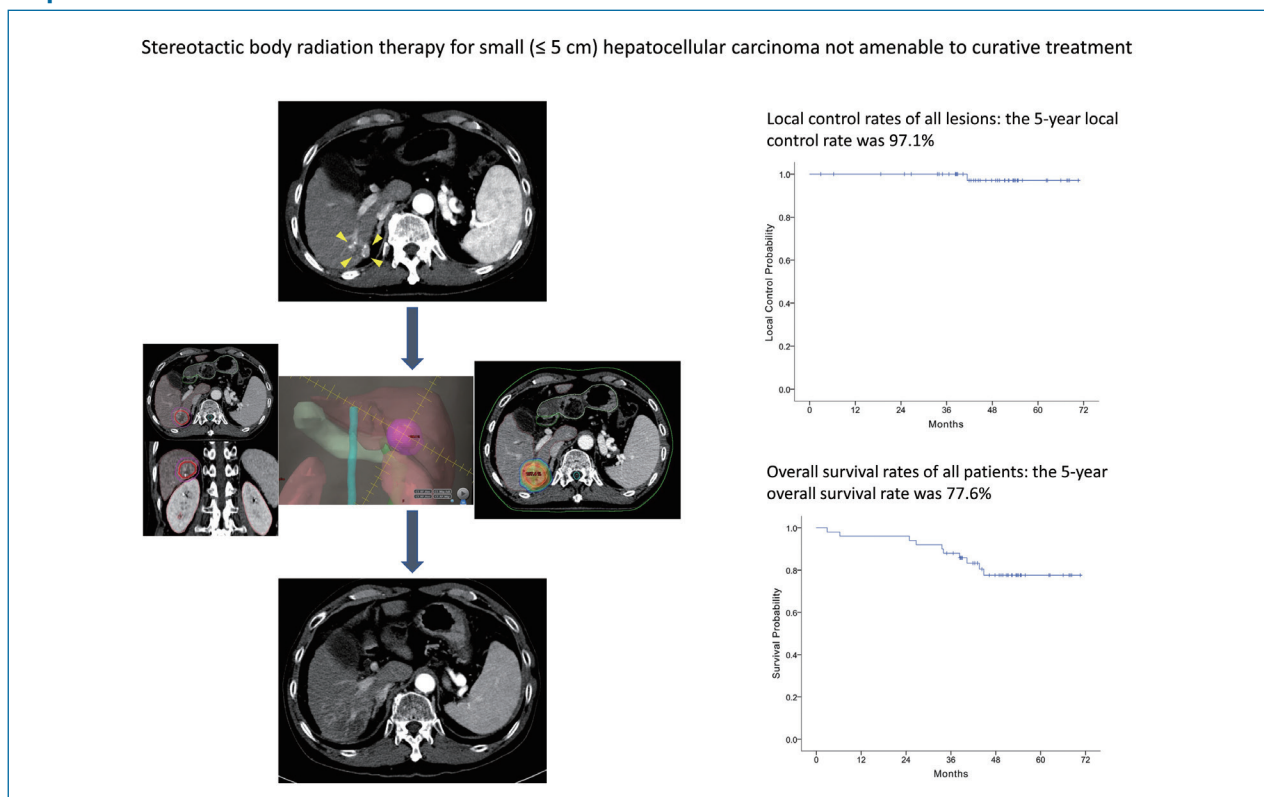 Stereotactic body radiation therapy for small (≤ 5 cm) hepatocellular carcinoma not amenable to curative treatment
Local control rates of all lesions: the 5-year local
control rate was 97.1%
1.0
0.8
0.6
0.4
0.2
0.0
Local Control Probability
0 12 24 36 48 60 72
Months
Overall survival rates of all patients: the 5-year
overall survival rate was 77.6%
1.0
0.8
0.6
0.4
0.2
0.0
Survival Probability
0 12 24 36 48 60 72
Months